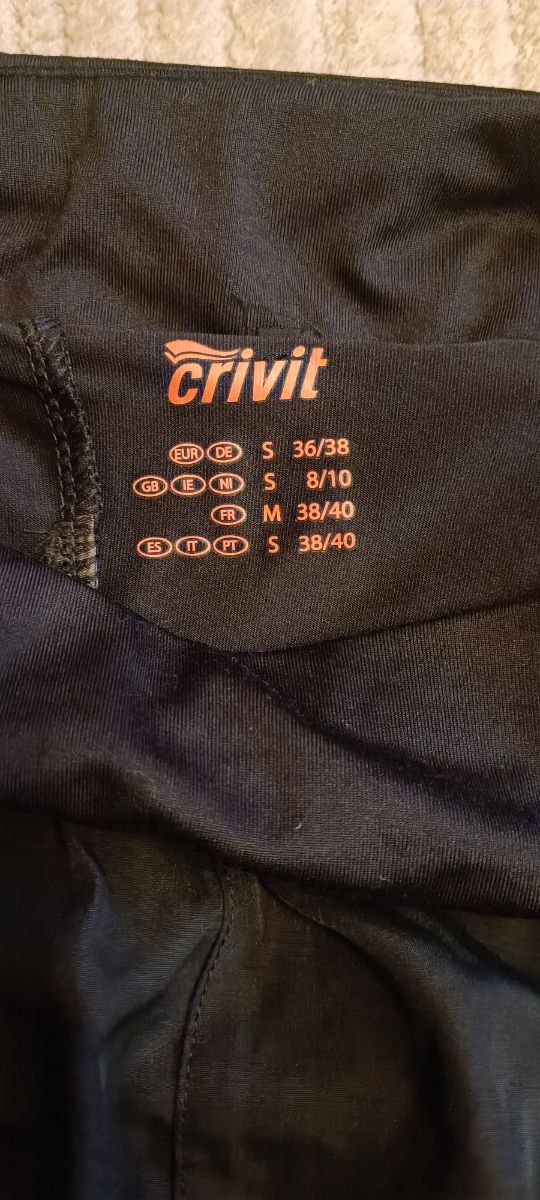 crivit
EUR DE S 36/38
GB IE NI S 8/10
FR M 38/40
ES IT PT S 38/40